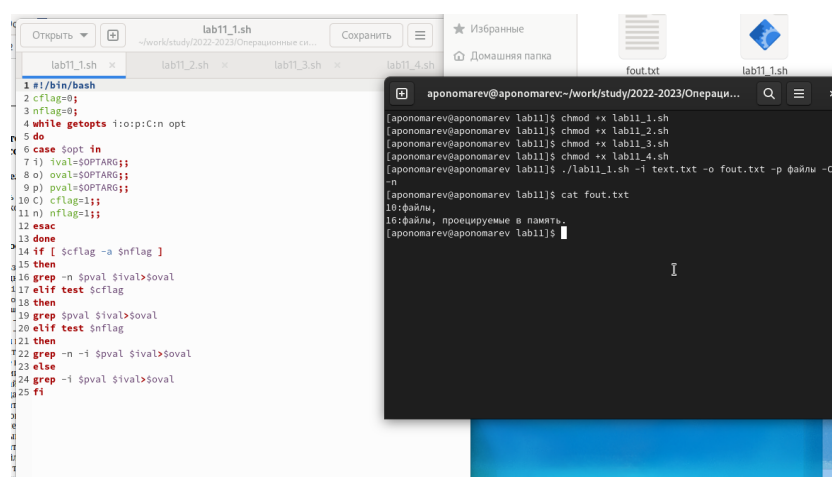 Открыть
lab11_1.sh
~/work/study/2022-2023/Операционные си...
Сохранить
lab11_1.sh ×
lab11_2.sh ×
lab11_3.sh ×
lab11_4.sh
1 #!/bin/bash
2 cflag=0;
3 nflag=0;
4 while getopts i:o:p:C:n opt
5 do
6 case $opt in
7 i) ival=$OPTARG;;
8 o) oval=$OPTARG;;
9 p) pval=$OPTARG;;
10 C) cflag=1;;
11 n) nflag=1;;
12 esac
13 done
14 if [ $cflag -a $nflag ]
15 then
16 grep -n $pval $ival>$oval
17 elif test $cflag
18 then
19 grep $pval $ival>$oval
20 elif test $nflag
21 then
22 grep -n -i $pval $ival>$oval
23 else
24 grep -i $pval $ival>$oval
25 fi
Избранные
Домашняя папка
fout.txt
lab11_1.sh
aponomarev@aponomarev:~/work/study/2022-2023/Операци...
[aponomarev@aponomarev lab11]$ chmod +x lab11_1.sh
[aponomarev@aponomarev lab11]$ chmod +x lab11_2.sh
[aponomarev@aponomarev lab11]$ chmod +x lab11_3.sh
[aponomarev@aponomarev lab11]$ chmod +x lab11_4.sh
[aponomarev@aponomarev lab11]$ ./lab11_1.sh -i text.txt -o fout.txt -p файлы -C
-n
[aponomarev@aponomarev lab11]$ cat fout.txt
10:файлы,
16:файлы, проецируемые в память.
[aponomarev@aponomarev lab11]$